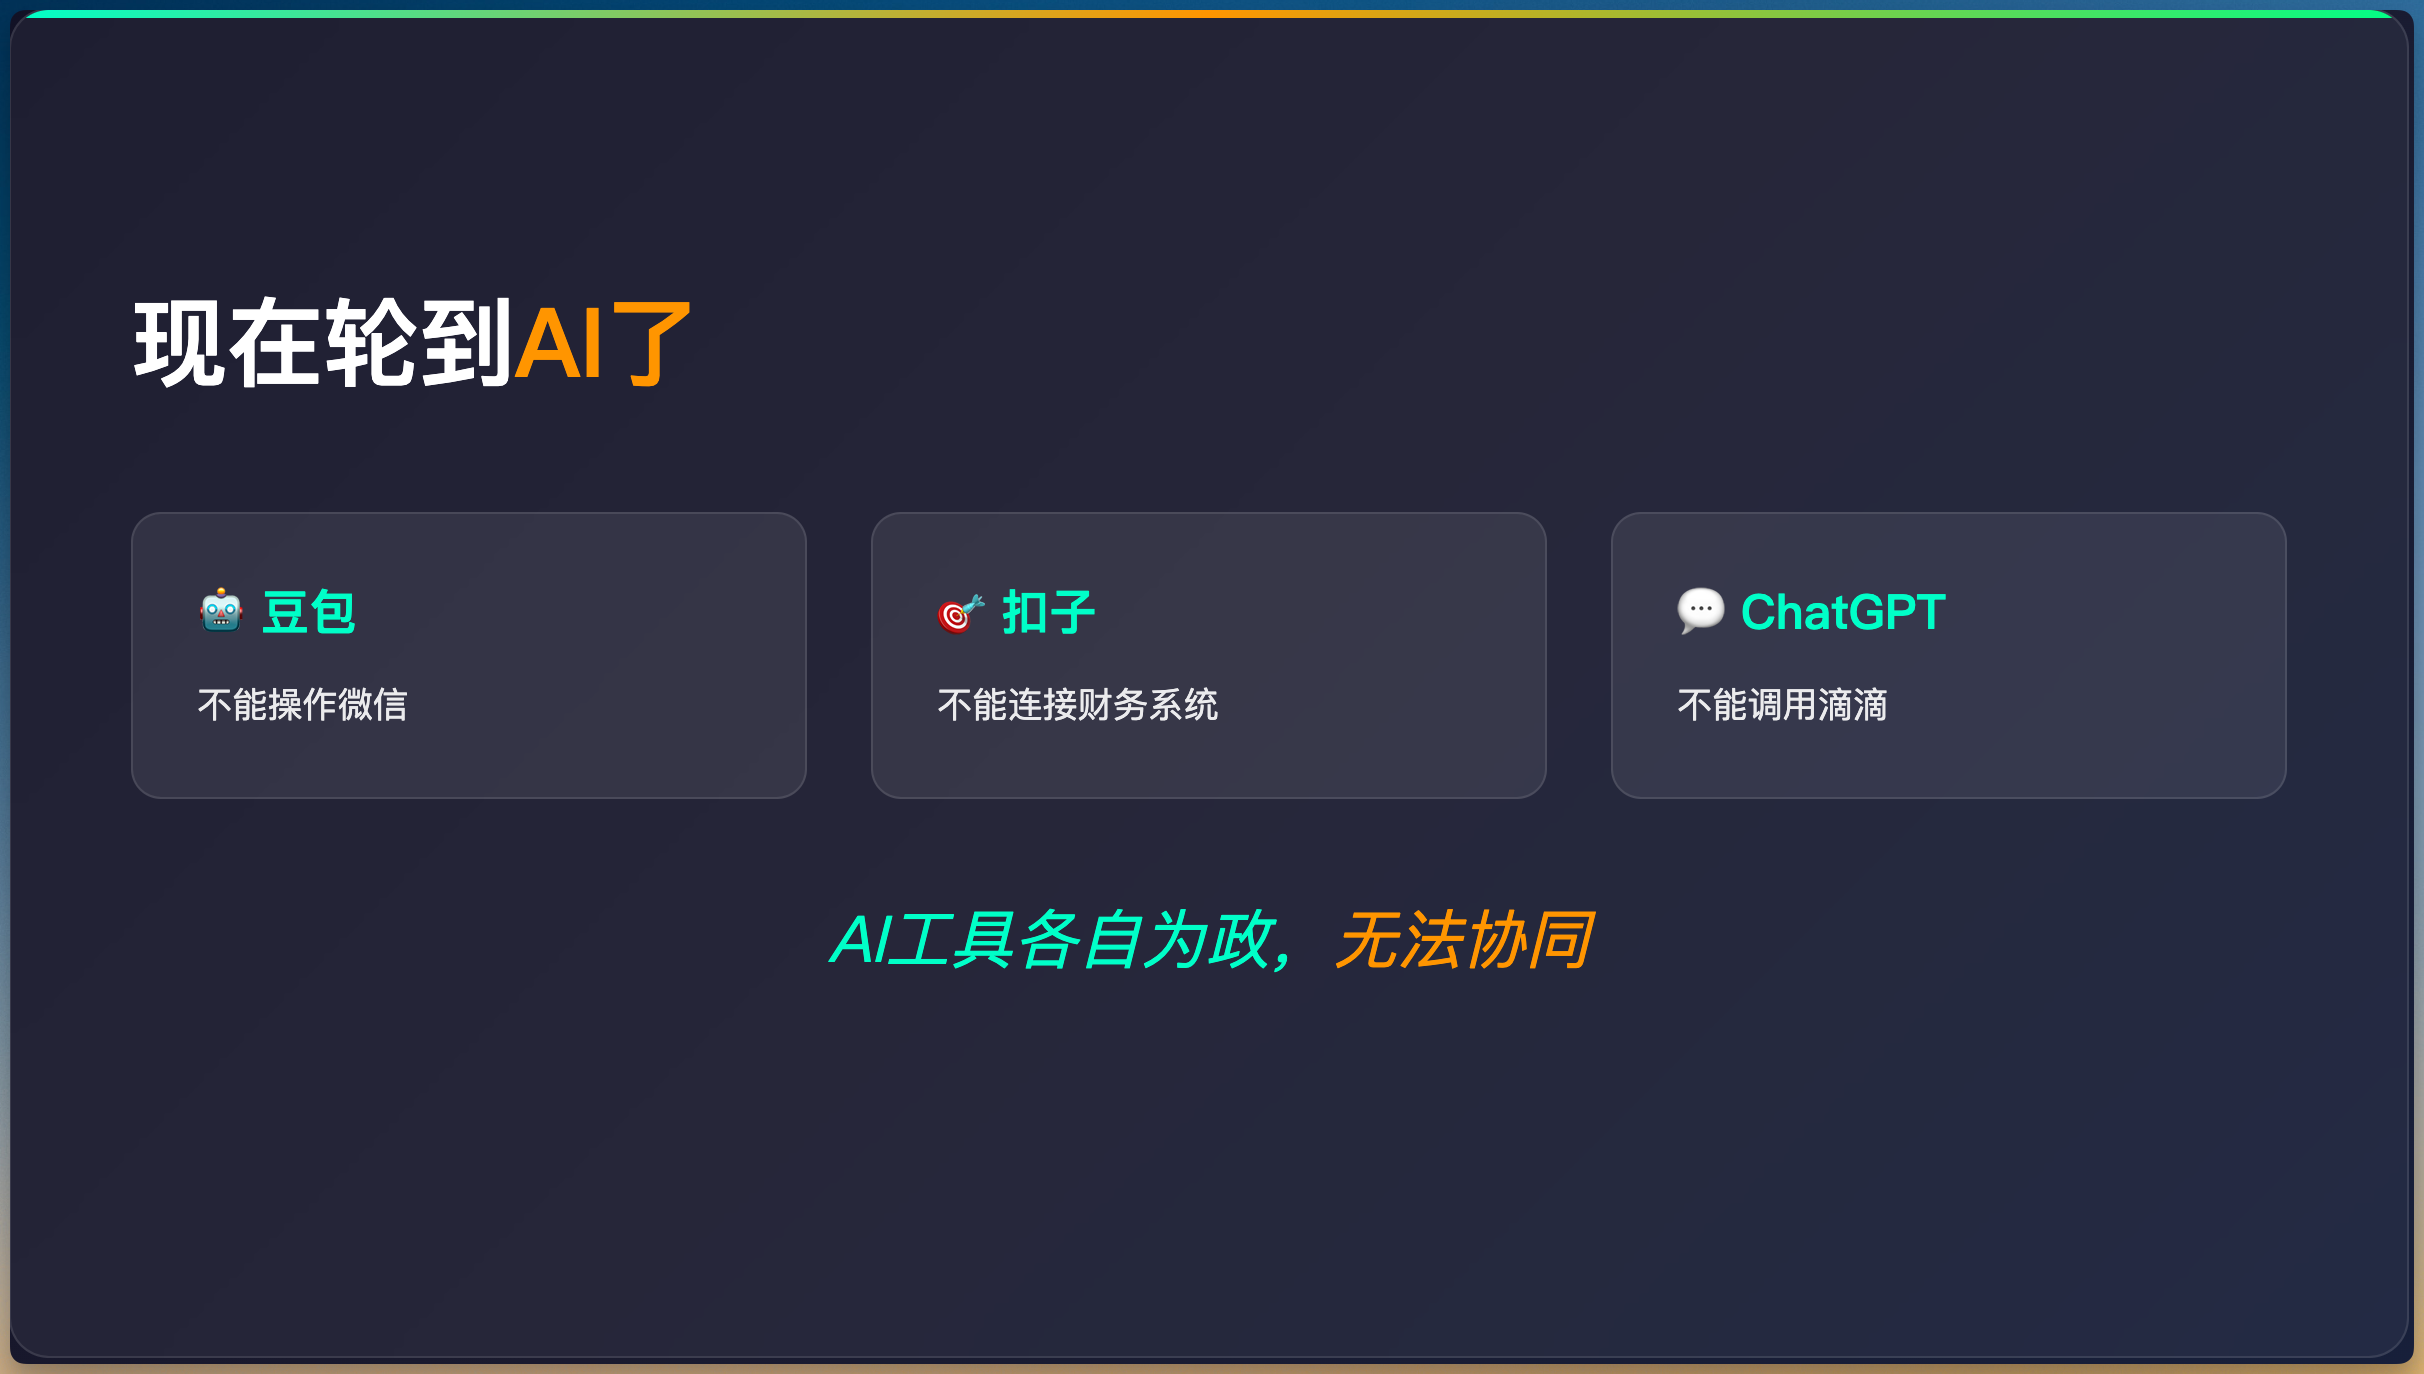 现在轮到AI了
豆包
不能操作微信
扣子
不能连接财务系统
ChatGPT
不能调用滴滴
AI工具各自为政，无法协同